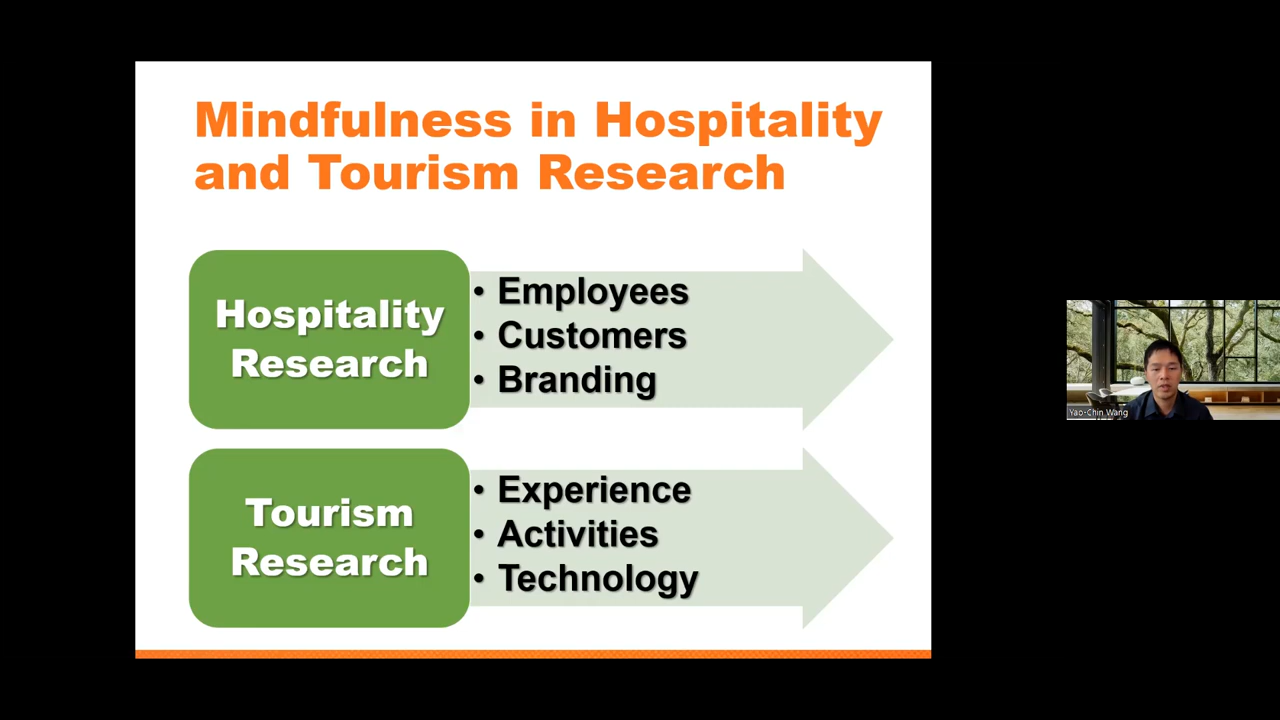 Mindfulness in Hospitality
and Tourism Research
Hospitality
Research
• Employees
• Customers
• Branding
Tourism
Research
• Experience
• Activities
• Technology
Yao-Chin Wang